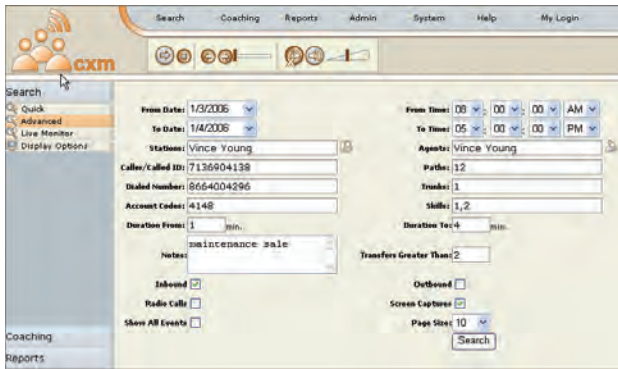 Search Coaching Reports Admin System Help My Login
cxm
Search
Quick
Advanced
Live Monitor
Display Options
From Date: 1/3/2006 From Time: 08 : 00 : 00 AM
To Date: 1/4/2006 To Time: 05 : 00 : 00 PM
Stations: Vince Young Agents: Vince Young
Caller/Called ID: 7136904138 Paths: 12
Dialed Number: 8664004296 Trunks: 1
Account Codes: 4148 Skills: 1,2
Duration From: 1 min. Duration To: 4 min.
Notes: maintenance sale Transfers Greater Than: 2
Inbound Outbound
Radio Calls Screen Captures
Show All Events Page Size: 10
Search
Coaching
Reports